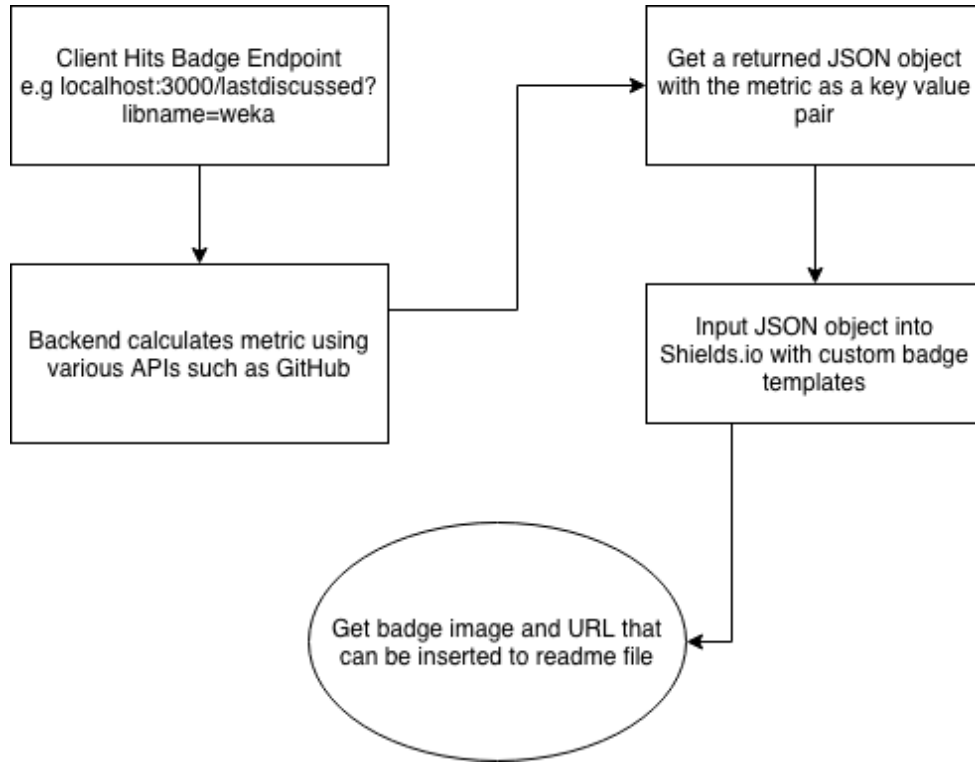 Client Hits Badge Endpoint
e.g localhost:3000/lastdiscussed?
libname=weka
Backend calculates metric using
various APIs such as GitHub
Get a returned JSON object
with the metric as a key value
pair
Input JSON object into
Shields.io with custom badge
templates
Get badge image and URL that
can be inserted to readme file